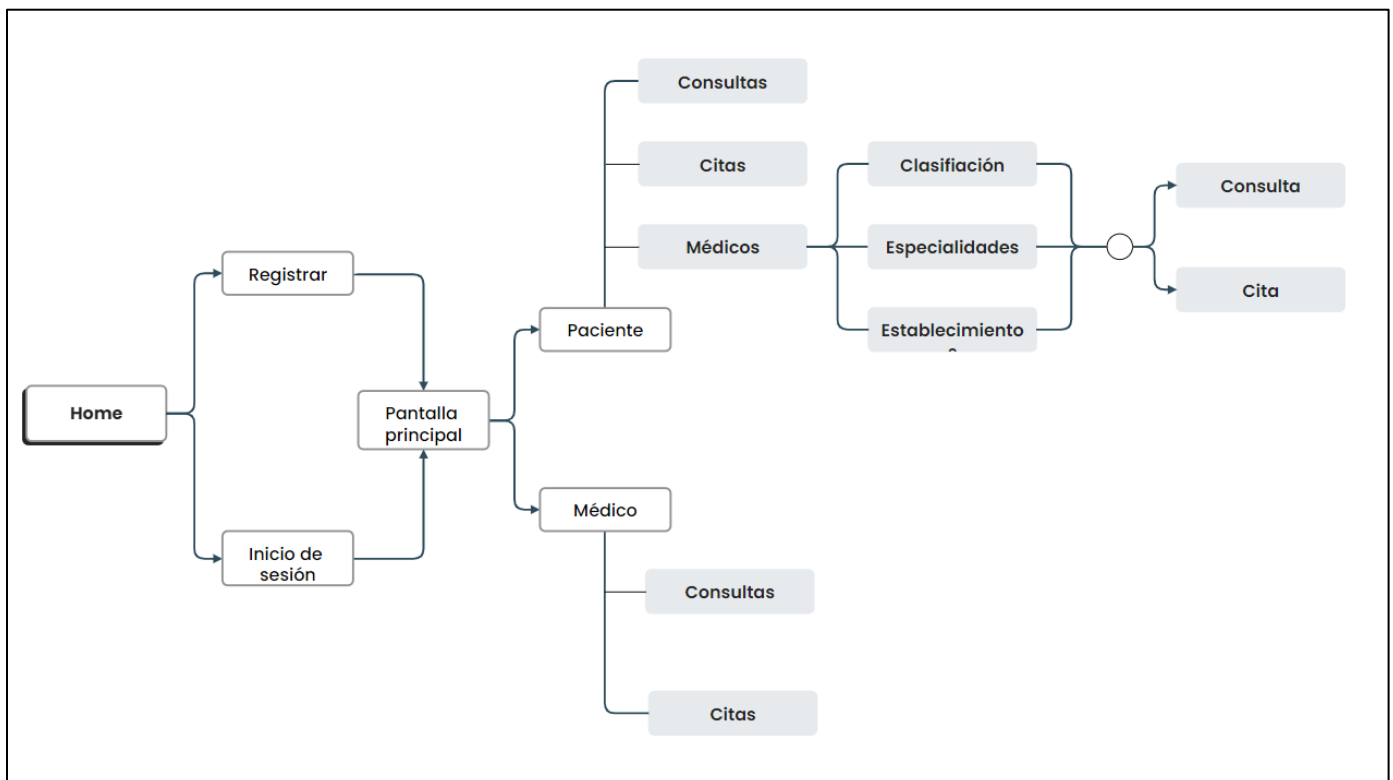 Consultas
Citas
Clasifiación
Consulta
Médicos
Especialidades
Registrar
Cita
Paciente
Establecimiento
Home
Pantalla
principal
Médico
Inicio de
sesión
Consultas
Citas